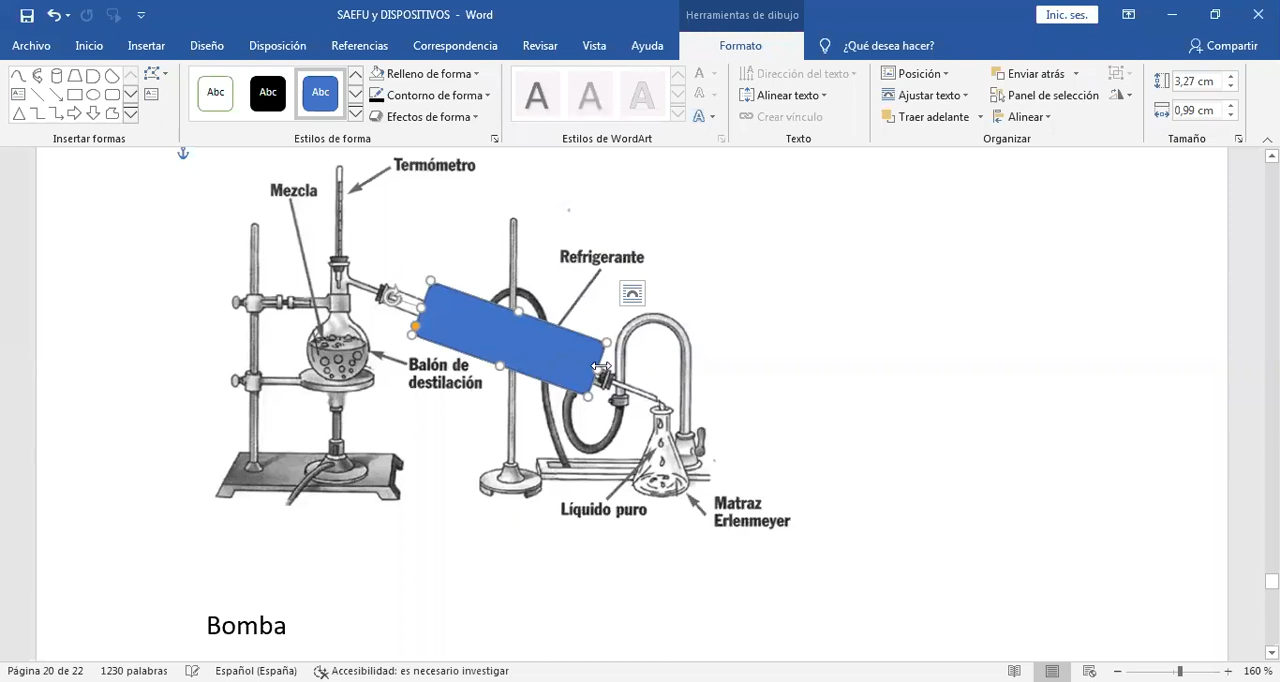 SAEFU y DISPOSITIVOS - Word
Herramientas de dibujo
Inic. ses.
Archivo Inicio Insertar Diseño Disposición Referencias Correspondencia Revisar Vista Ayuda Formato ¿Qué desea hacer? Compartir
Abc Abc Abc
Relleno de forma
Contorno de forma
Efectos de forma
A A A
A
A
A
Dirección del texto
Alinear texto
Crear vínculo
Posición
Ajustar texto
Traer adelante
Enviar atrás
Panel de selección
Alinear
3,27 cm
0,99 cm
Insertar formas Estilos de forma Estilos de WordArt Texto Organizar Tamaño
Termómetro
Mezcla
Refrigerante
Balón de
destilación
Líquido puro
Matraz
Erlenmeyer
Bomba
Página 20 de 22 1230 palabras Español (España) Accesibilidad: es necesario investigar 160 %